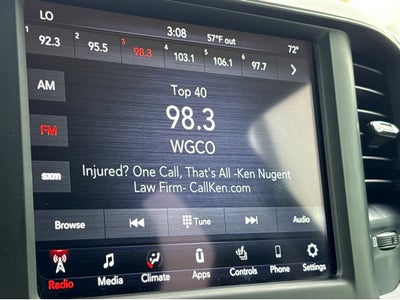 LO 3:08 57°F out 72°
1 92.3 2 95.5 3 98.3 4 103.1 5 106.1 6 97.7
AM
Top 40
98.3
FM
WGCO
sxm
Injured? One Call, That's All -Ken Nugent
Law Firm- CallKen.com
Browse Tune Audio
Radio Media Climate Apps Controls Phone Settings